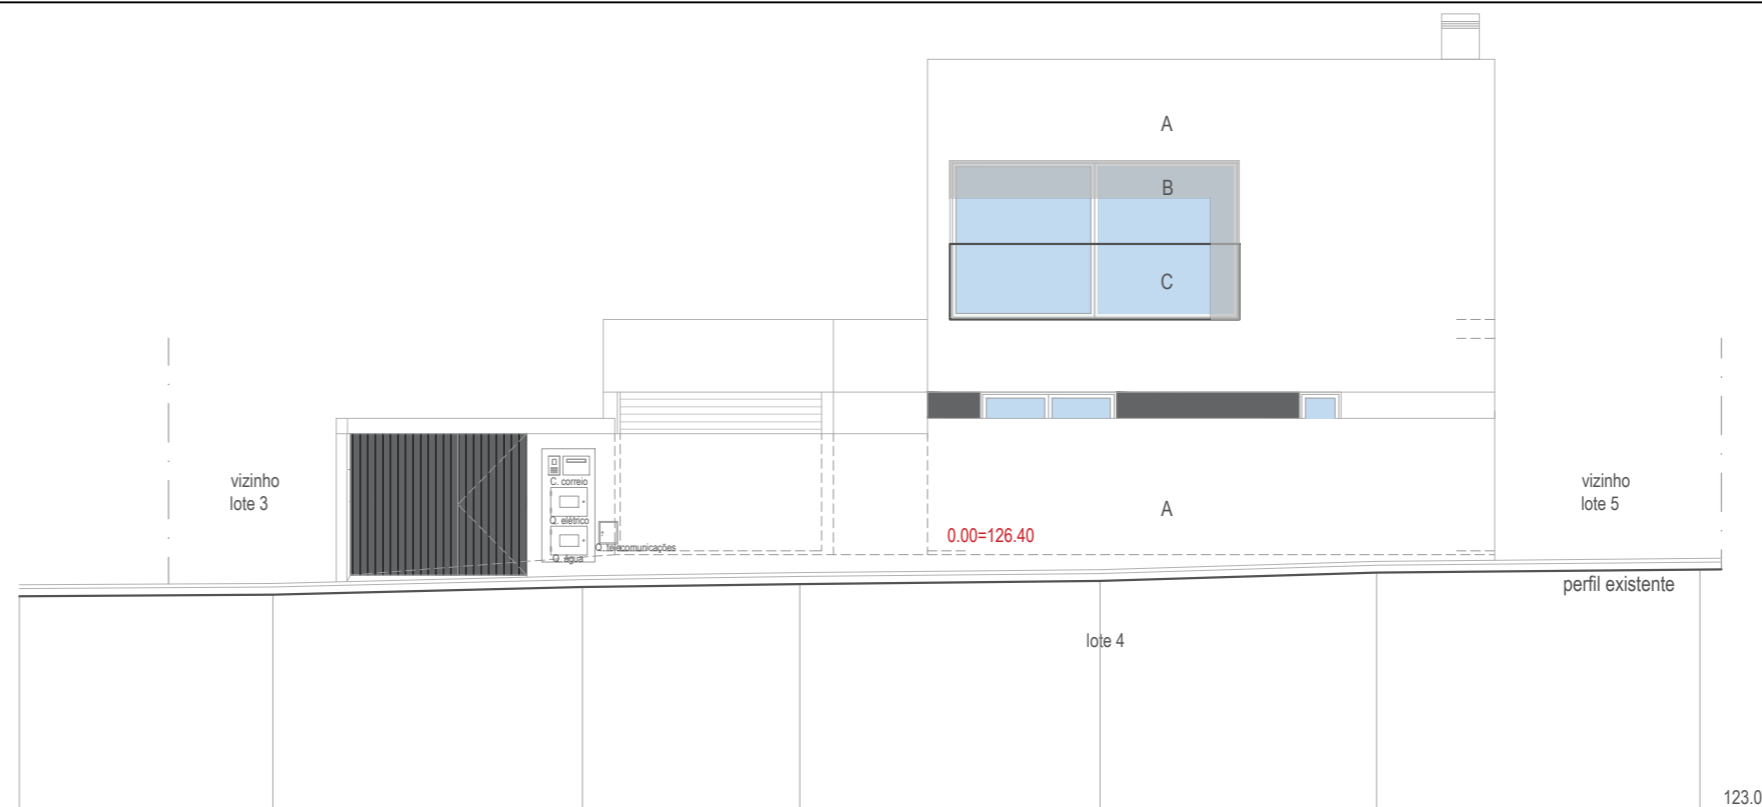 A
B
C
vizinho
lote 3
C. correio
Q. elétrico
Q. água
Q. telecomunicações
A
0.00=126.40
vizinho
lote 5
perfil existente
lote 4
123.0